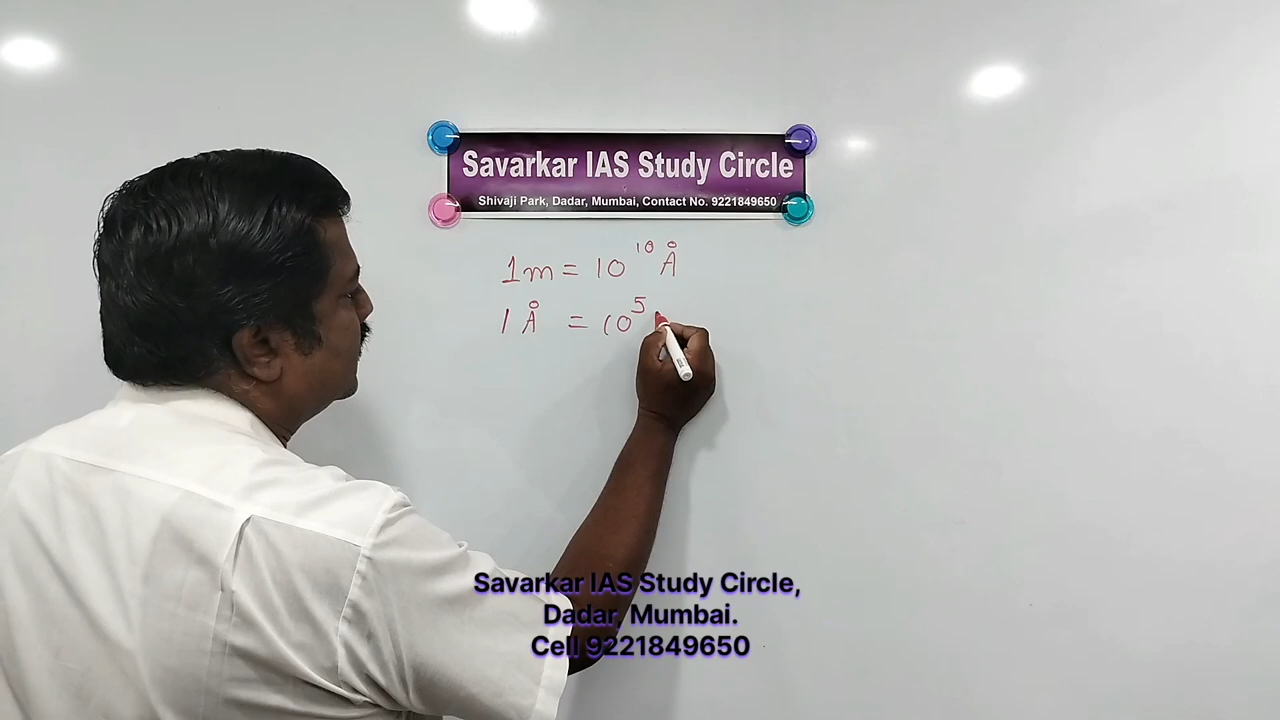 Savarkar IAS Study Circle
Shivaji Park, Dadar, Mumbai, Contact No. 9221849650
1m = 10¹⁰ Å
1 Å = 10⁵
Savarkar IAS Study Circle,
Dadar, Mumbai.
Cell 9221849650